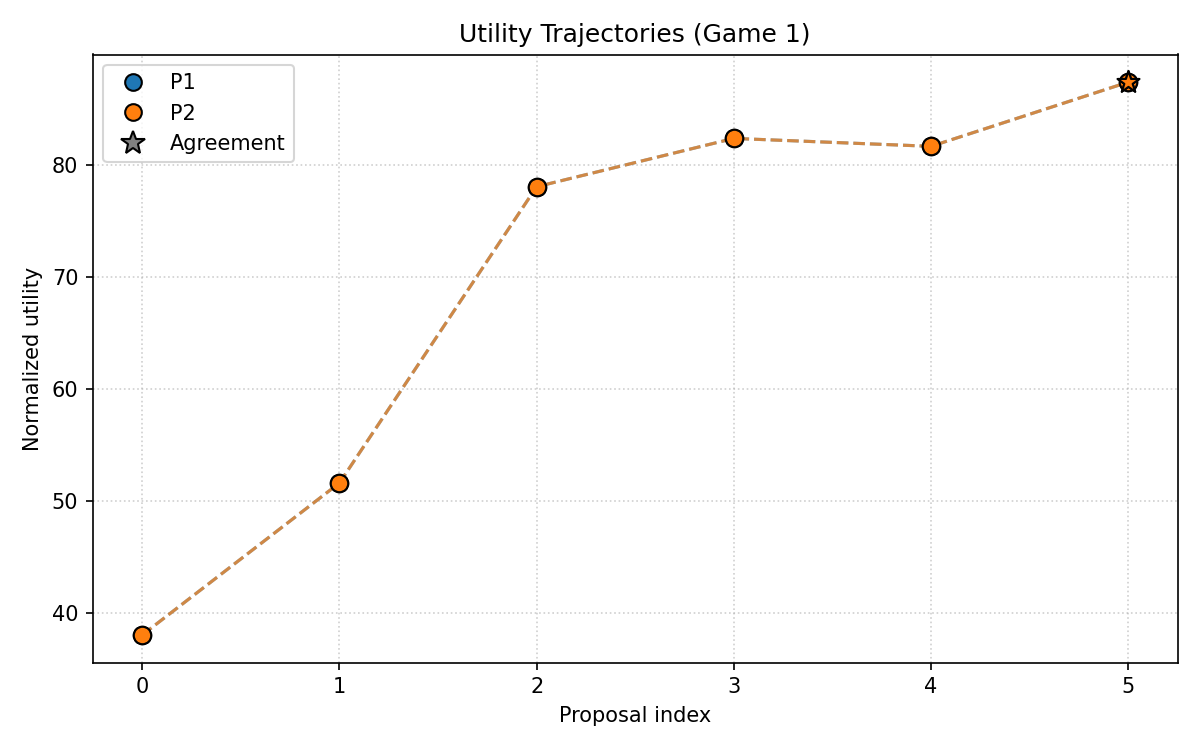 Utility Trajectories (Game 1)
P1
P2
Agreement
Normalized utility
80
70
60
50
40
0 1 2 3 4 5
Proposal index